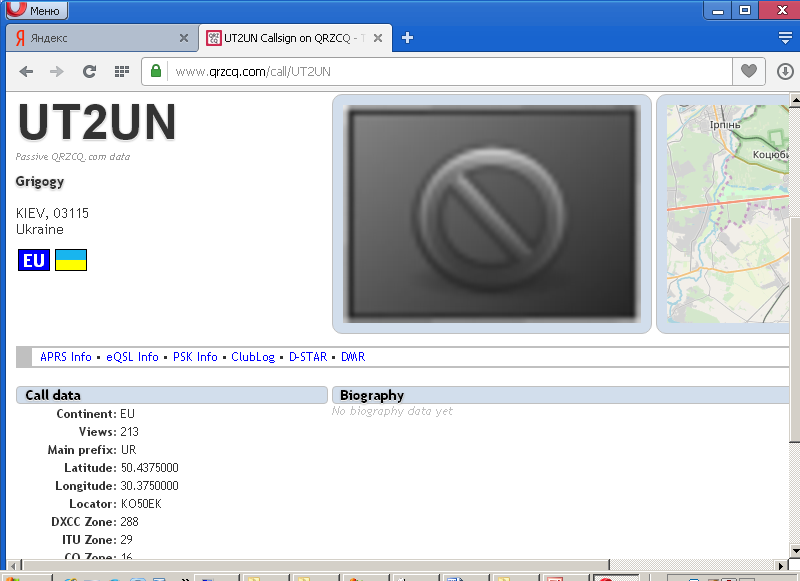 Меню
Яндекс
UT2UN Callsign on QRZCQ - T
www.qrzcq.com/call/UT2UN
UT2UN
Passive QRZCQ.com data
Grigogy
KIEV, 03115
Ukraine
EU
Ірпінь
Коцюби
APRS Info • eQSL Info • PSK Info • ClubLog • D-STAR • DMR
Call data
Biography
No biography data yet
Continent: EU
Views: 213
Main prefix: UR
Latitude: 50.4375000
Longitude: 30.3750000
Locator: KO50EK
DXCC Zone: 288
ITU Zone: 29
CQ Zone: 16